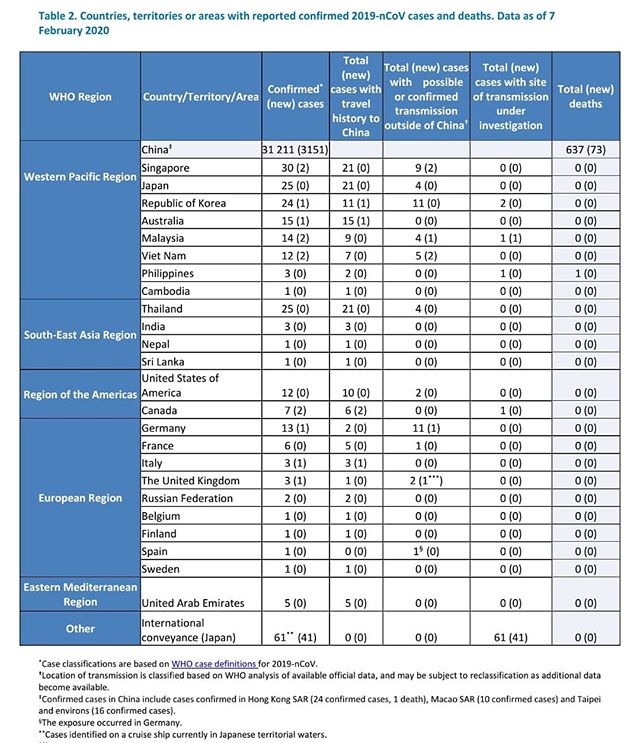 Table 2. Countries, territories or areas with reported confirmed 2019-nCoV cases and deaths. Data as of 7
February 2020
WHO Region Country/Territory/Area Confirmed* (new) cases Total (new) cases with travel history to China Total (new) cases with possible or confirmed transmission outside of China† Total (new) cases with site of transmission under investigation Total (new) deaths
Western Pacific Region
China‡ 31 211 (3151) 637 (73)
Singapore 30 (2) 21 (0) 9 (2) 0 (0) 0 (0)
Japan 25 (0) 21 (0) 4 (0) 0 (0) 0 (0)
Republic of Korea 24 (1) 11 (1) 11 (0) 2 (0) 0 (0)
Australia 15 (1) 15 (1) 0 (0) 0 (0) 0 (0)
Malaysia 14 (2) 9 (0) 4 (1) 1 (1) 0 (0)
Viet Nam 12 (2) 7 (0) 5 (2) 0 (0) 0 (0)
Philippines 3 (0) 2 (0) 0 (0) 1 (0) 1 (0)
Cambodia 1 (0) 1 (0) 0 (0) 0 (0) 0 (0)
South-East Asia Region
Thailand 25 (0) 21 (0) 4 (0) 0 (0) 0 (0)
India 3 (0) 3 (0) 0 (0) 0 (0) 0 (0)
Nepal 1 (0) 1 (0) 0 (0) 0 (0) 0 (0)
Sri Lanka 1 (0) 1 (0) 0 (0) 0 (0) 0 (0)
Region of the Americas
United States of
America 12 (0) 10 (0) 2 (0) 0 (0) 0 (0)
Canada 7 (2) 6 (2) 0 (0) 1 (0) 0 (0)
European Region
Germany 13 (1) 2 (0) 11 (1) 0 (0) 0 (0)
France 6 (0) 5 (0) 1 (0) 0 (0) 0 (0)
Italy 3 (1) 3 (1) 0 (0) 0 (0) 0 (0)
The United Kingdom 3 (1) 1 (0) 2 (1***) 0 (0) 0 (0)
Russian Federation 2 (0) 2 (0) 0 (0) 0 (0) 0 (0)
Belgium 1 (0) 1 (0) 0 (0) 0 (0) 0 (0)
Finland 1 (0) 1 (0) 0 (0) 0 (0) 0 (0)
Spain 1 (0) 0 (0) 1§ (0) 0 (0) 0 (0)
Sweden 1 (0) 1 (0) 0 (0) 0 (0) 0 (0)
Eastern Mediterranean
Region
United Arab Emirates 5 (0) 5 (0) 0 (0) 0 (0) 0 (0)
Other
International
conveyance (Japan) 61** (41) 0 (0) 0 (0) 61 (41) 0 (0)
*Case classifications are based on WHO case definitions for 2019-nCoV.
†Location of transmission is classified based on WHO analysis of available official data, and may be subject to reclassification as additional data
become available.
‡Confirmed cases in China include cases confirmed in Hong Kong SAR (24 confirmed cases, 1 death), Macao SAR (10 confirmed cases) and Taipei
and environs (16 confirmed cases).
§The exposure occurred in Germany.
**Cases identified on a cruise ship currently in Japanese territorial waters.